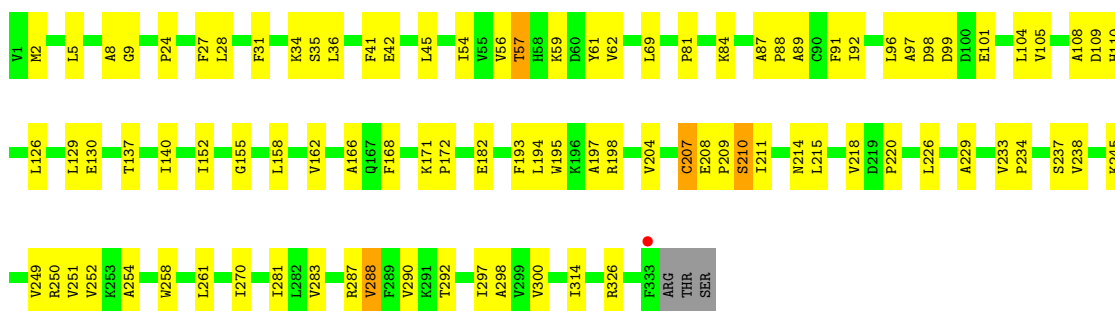 V1 M2 L5 A8 G9 P24 F27 L28 F31 K34 S35 L36 F41 E42 L45 I54 V55 V56 T57 H58 K59 D60 Y61 V62 L69 P81 K84 A87 P88 A89 C90 F91 I92 L96 A97 D98 D99 D100 E101 L104 V105 A108 D109 H110
L126 L129 E130 T137 I140 I152 G155 L158 V162 A166 Q167 F168 K171 P172 E182 F193 L194 W195 K196 A197 R198 V204 C207 E208 P209 S210 I211 N214 L215 V218 D219 P220 L226 A229 V233 P234 S237 V238 K245
V249 R250 V251 V252 K253 A254 W258 L261 I270 I281 L282 V283 R287 V288 F289 V290 K291 T292 I297 A298 V299 V300 I314 R326 F333 ARG THR SER